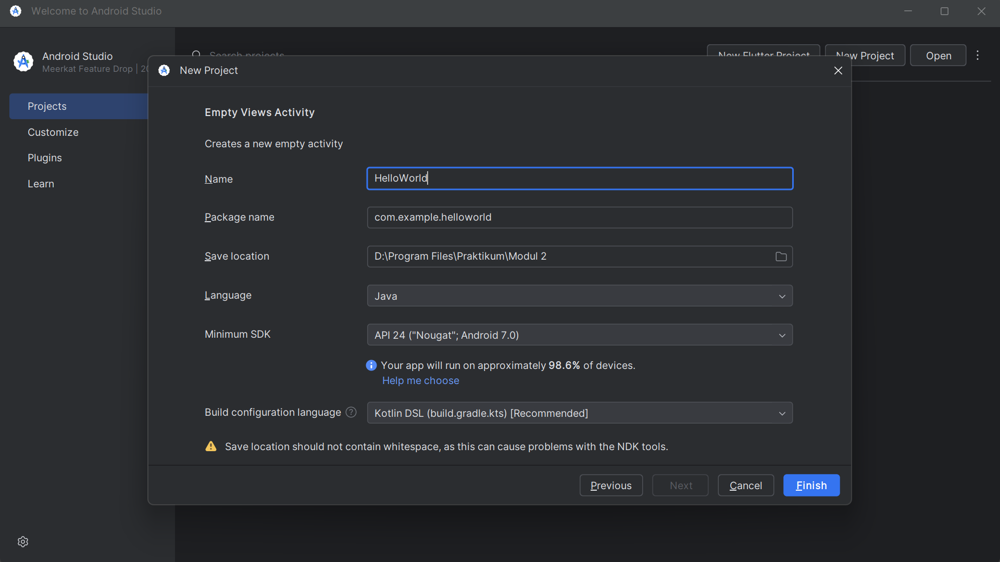 Welcome to Android Studio
Android Studio
Meerkat Feature Drop | 20
Search projects
New Flutter Project
New Project
Open
Projects
Customize
Plugins
Learn
New Project
Empty Views Activity
Creates a new empty activity
Name
HelloWorld
Package name
com.example.helloworld
Save location
D:\Program Files\Praktikum\Modul 2
Language
Java
Minimum SDK
API 24 ("Nougat"; Android 7.0)
Your app will run on approximately 98.6% of devices.
Help me choose
Build configuration language
Kotlin DSL (build.gradle.kts) [Recommended]
Save location should not contain whitespace, as this can cause problems with the NDK tools.
Previous
Next
Cancel
Finish